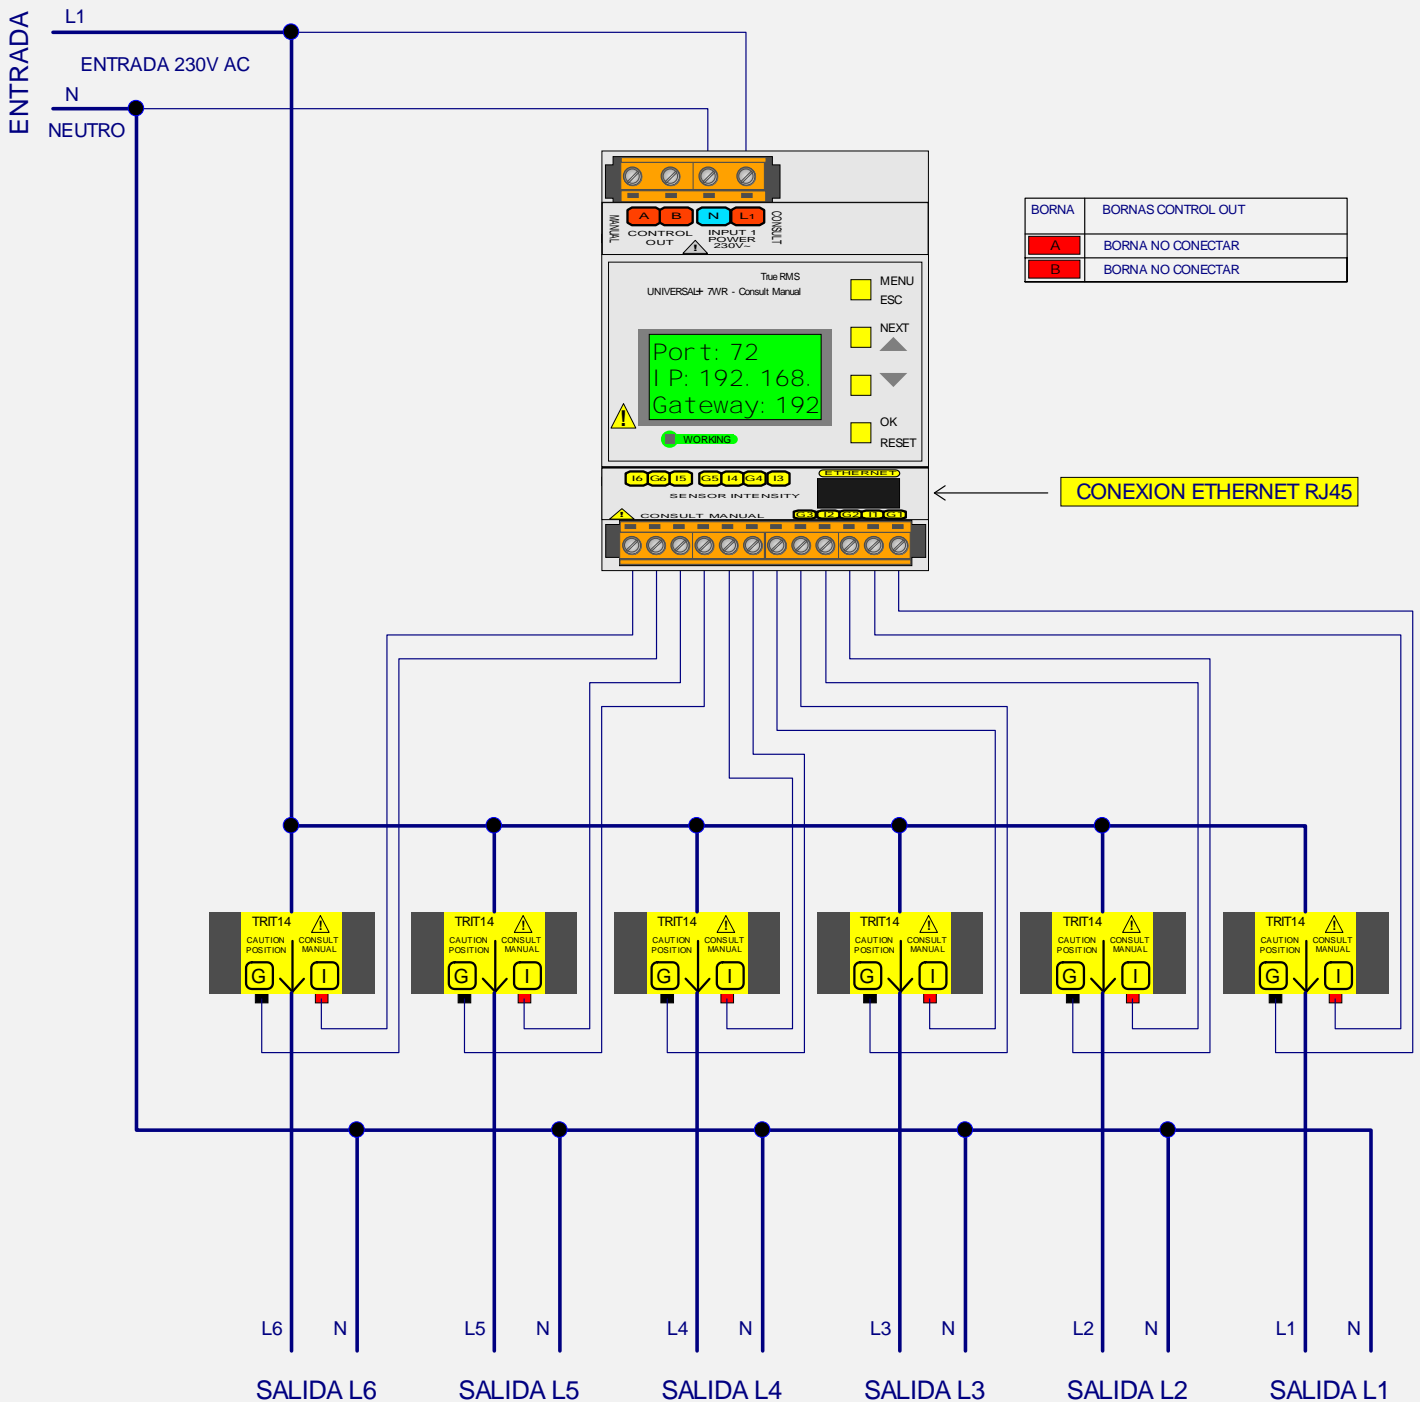 ENTRADA
L1
ENTRADA 230V AC
N
NEUTRO
MANUAL
A B N L1
CONSULT
CONTROL OUT
INPUT 1 POWER 230V~
BORNA BORNAS CONTROL OUT
A BORNA NO CONECTAR
B BORNA NO CONECTAR
True RMS
UNIVERSAL+ 7WR - Consult Manual
MENU
ESC
NEXT
OK
RESET
Port: 72
IP: 192. 168.
Gateway: 192
WORKING
I6 G6 I5 G5 I4 G4 I3
ETHERNET
SENSOR INTENSITY
CONSULT MANUAL
G3 I2 G2 I1 G1
CONEXION ETHERNET RJ45
TRIT14
CAUTION POSITION
CONSULT MANUAL
G I
TRIT14
CAUTION POSITION
CONSULT MANUAL
G I
TRIT14
CAUTION POSITION
CONSULT MANUAL
G I
TRIT14
CAUTION POSITION
CONSULT MANUAL
G I
TRIT14
CAUTION POSITION
CONSULT MANUAL
G I
TRIT14
CAUTION POSITION
CONSULT MANUAL
G I
L6 N L5 N L4 N L3 N L2 N L1 N
SALIDA L6 SALIDA L5 SALIDA L4 SALIDA L3 SALIDA L2 SALIDA L1